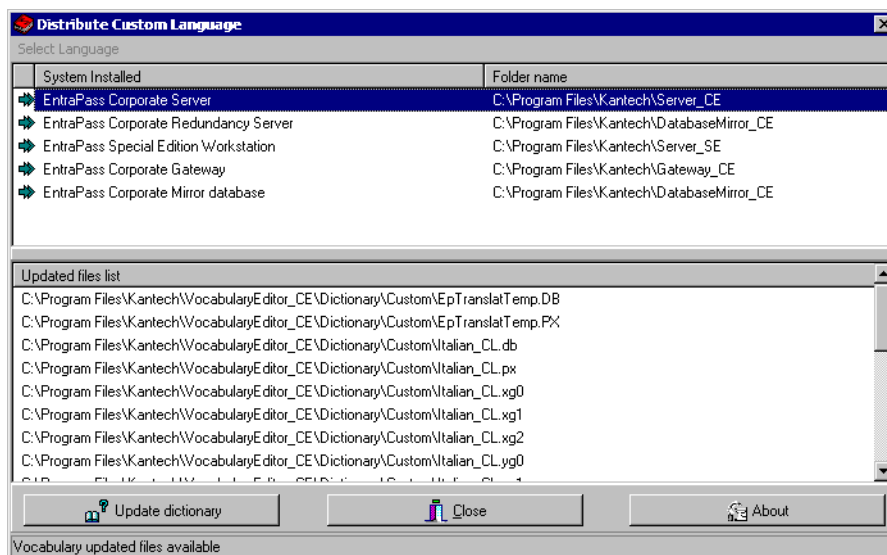 Distribute Custom Language
Select Language
System Installed Folder name
EntraPass Corporate Server C:\Program Files\Kantech\Server_CE
EntraPass Corporate Redundancy Server C:\Program Files\Kantech\DatabaseMirror_CE
EntraPass Special Edition Workstation C:\Program Files\Kantech\Server_SE
EntraPass Corporate Gateway C:\Program Files\Kantech\Gateway_CE
EntraPass Corporate Mirror database C:\Program Files\Kantech\DatabaseMirror_CE
Updated files list
C:\Program Files\Kantech\VocabularyEditor_CE\Dictionary\Custom\EpTranslatTemp.DB
C:\Program Files\Kantech\VocabularyEditor_CE\Dictionary\Custom\EpTranslatTemp.PX
C:\Program Files\Kantech\VocabularyEditor_CE\Dictionary\Custom\Italian_CL.db
C:\Program Files\Kantech\VocabularyEditor_CE\Dictionary\Custom\Italian_CL.px
C:\Program Files\Kantech\VocabularyEditor_CE\Dictionary\Custom\Italian_CL.xg0
C:\Program Files\Kantech\VocabularyEditor_CE\Dictionary\Custom\Italian_CL.xg1
C:\Program Files\Kantech\VocabularyEditor_CE\Dictionary\Custom\Italian_CL.xg2
C:\Program Files\Kantech\VocabularyEditor_CE\Dictionary\Custom\Italian_CL.yg0
Update dictionary Close About
Vocabulary updated files available